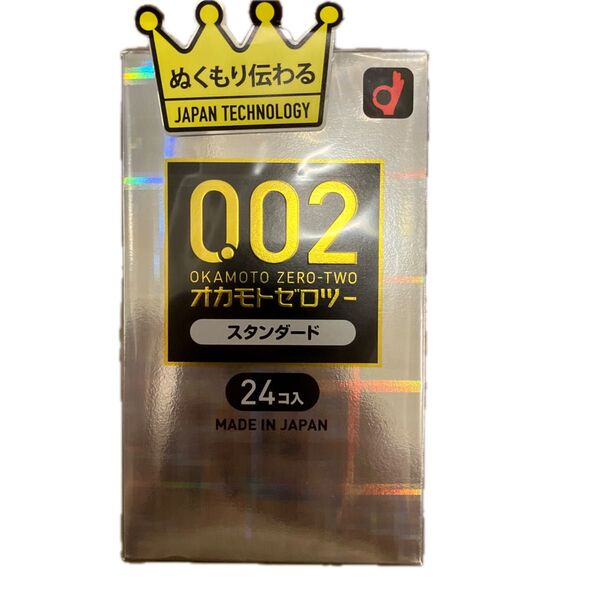 ぬくもり伝わる
JAPAN TECHNOLOGY
0.02
OKAMOTO ZERO-TWO
オカモトゼロツー
スタンダード
24コ入
MADE IN JAPAN